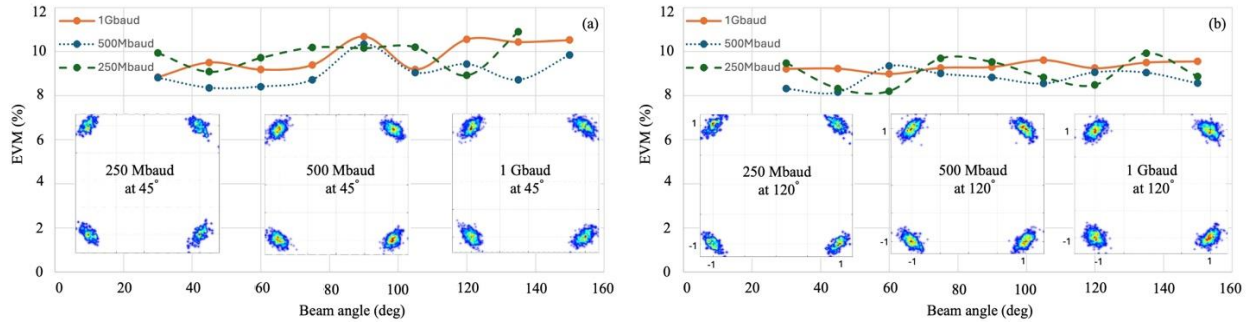 12
10
8
6
4
2
0
EVM (%)
1Gbaud
500Mbaud
250Mbaud
(a)
250 Mbaud
at 45°
500 Mbaud
at 45°
1 Gbaud
at 45°
0 20 40 60 80 100 120 140 160
Beam angle (deg)
12
10
8
6
4
2
0
EVM (%)
1Gbaud
500Mbaud
250Mbaud
(b)
1
1
1
250 Mbaud
at 120°
500 Mbaud
at 120°
1 Gbaud
at 120°
-1
-1
-1
-1 1
-1 1
-1 1
0 20 40 60 80 100 120 140 160
Beam angle (deg)